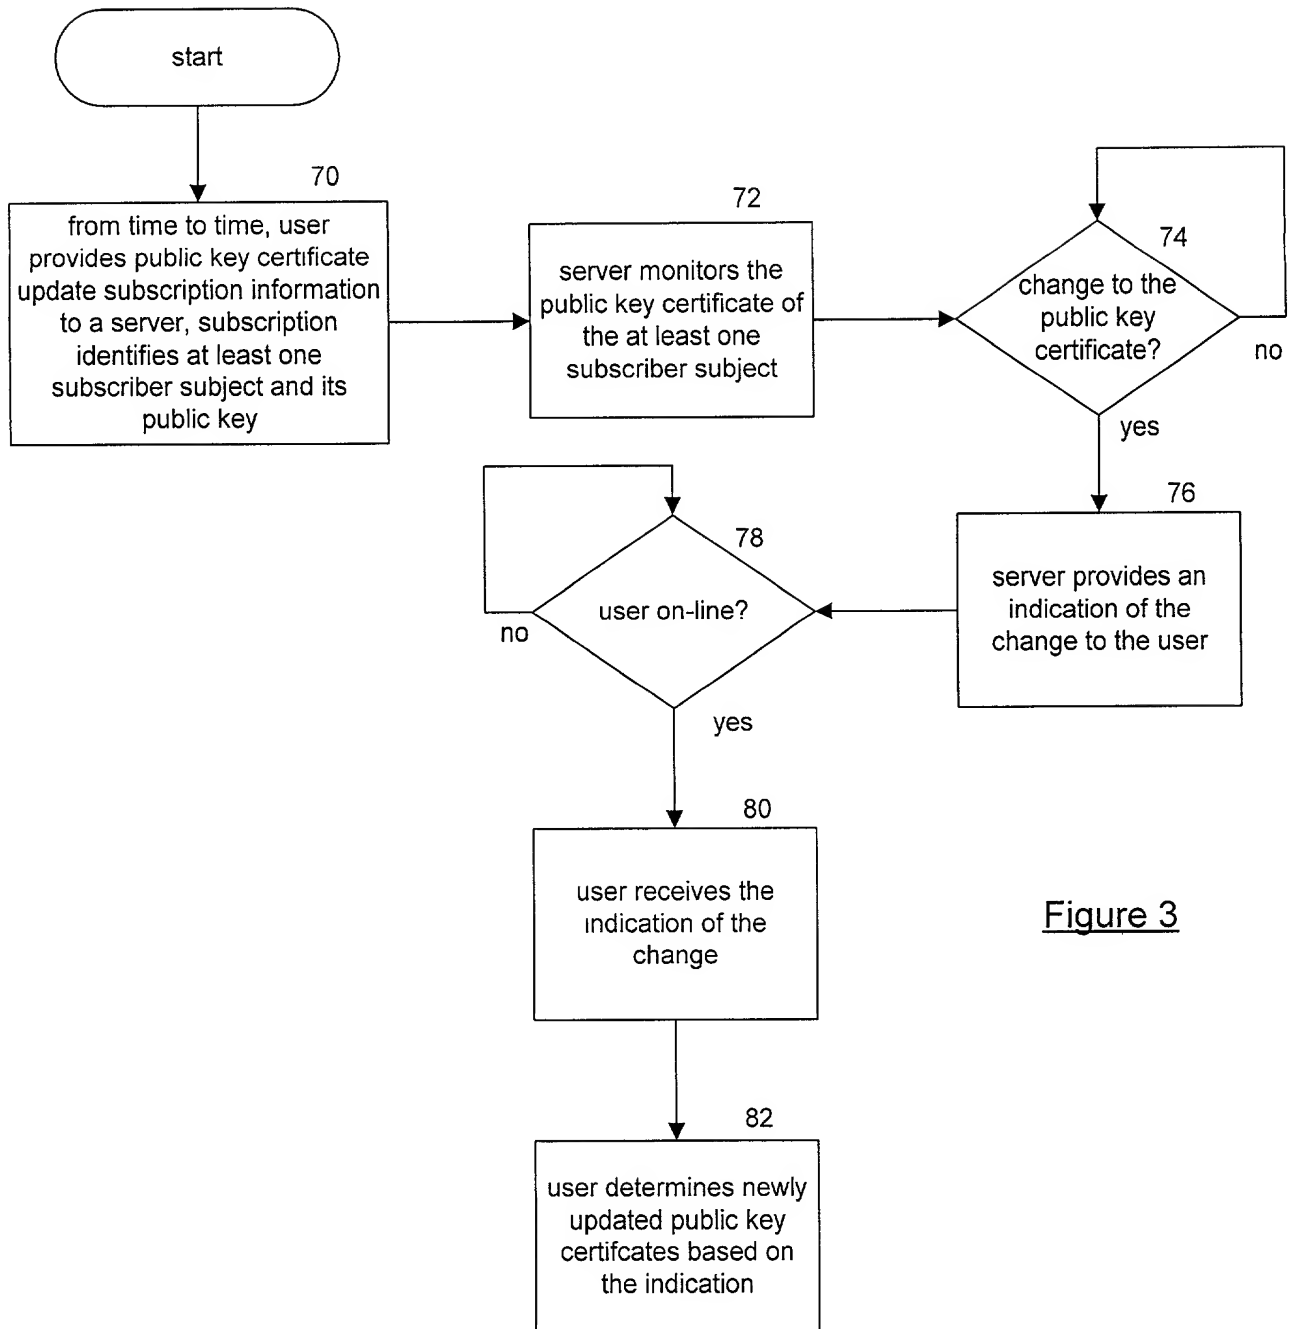 start
70
from time to time, user
provides public key certificate
update subscription information
to a server, subscription
identifies at least one
subscriber subject and its
public key
72
server monitors the
public key certificate of
the at least one
subscriber subject
74
change to the
public key
certificate?
no
yes
76
server provides an
indication of the
change to the user
78
user on-line?
no
yes
80
user receives the
indication of the
change
Figure 3
82
user determines newly
updated public key
certifcates based on
the indication